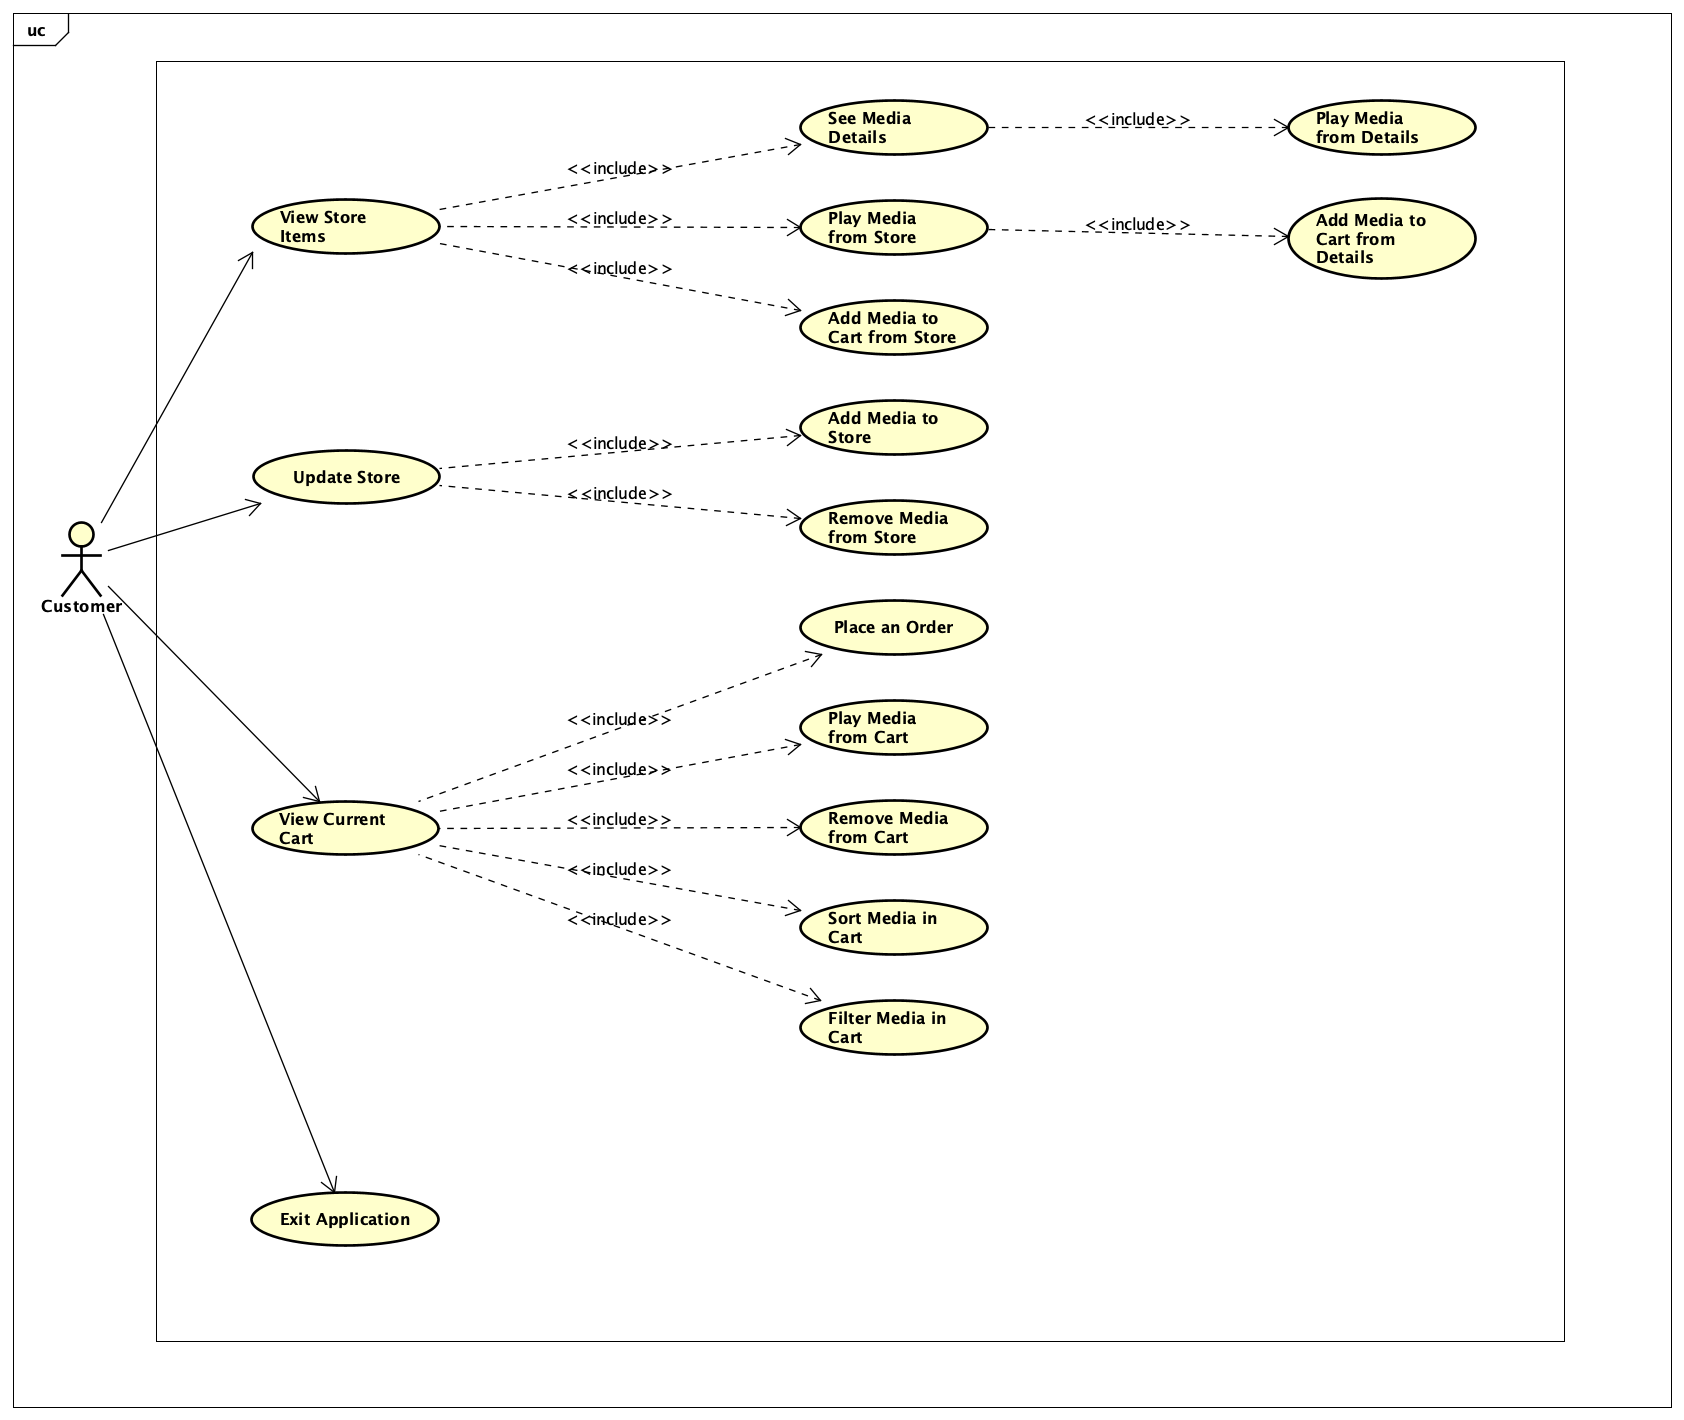 uc
See Media
Details
<<include>>
Play Media
from Details
<<include>>
View Store
Items
<<include>>
Play Media
from Store
<<include>>
Add Media to
Cart from
Details
<<include>>
Add Media to
Cart from Store
Update Store
<<include>>
Add Media to
Store
<<include>>
Remove Media
from Store
Customer
Place an Order
<<include>>
Play Media
from Cart
<<include>>
View Current
Cart
<<include>>
Remove Media
from Cart
<<include>>
Sort Media in
Cart
<<include>>
Filter Media in
Cart
Exit Application